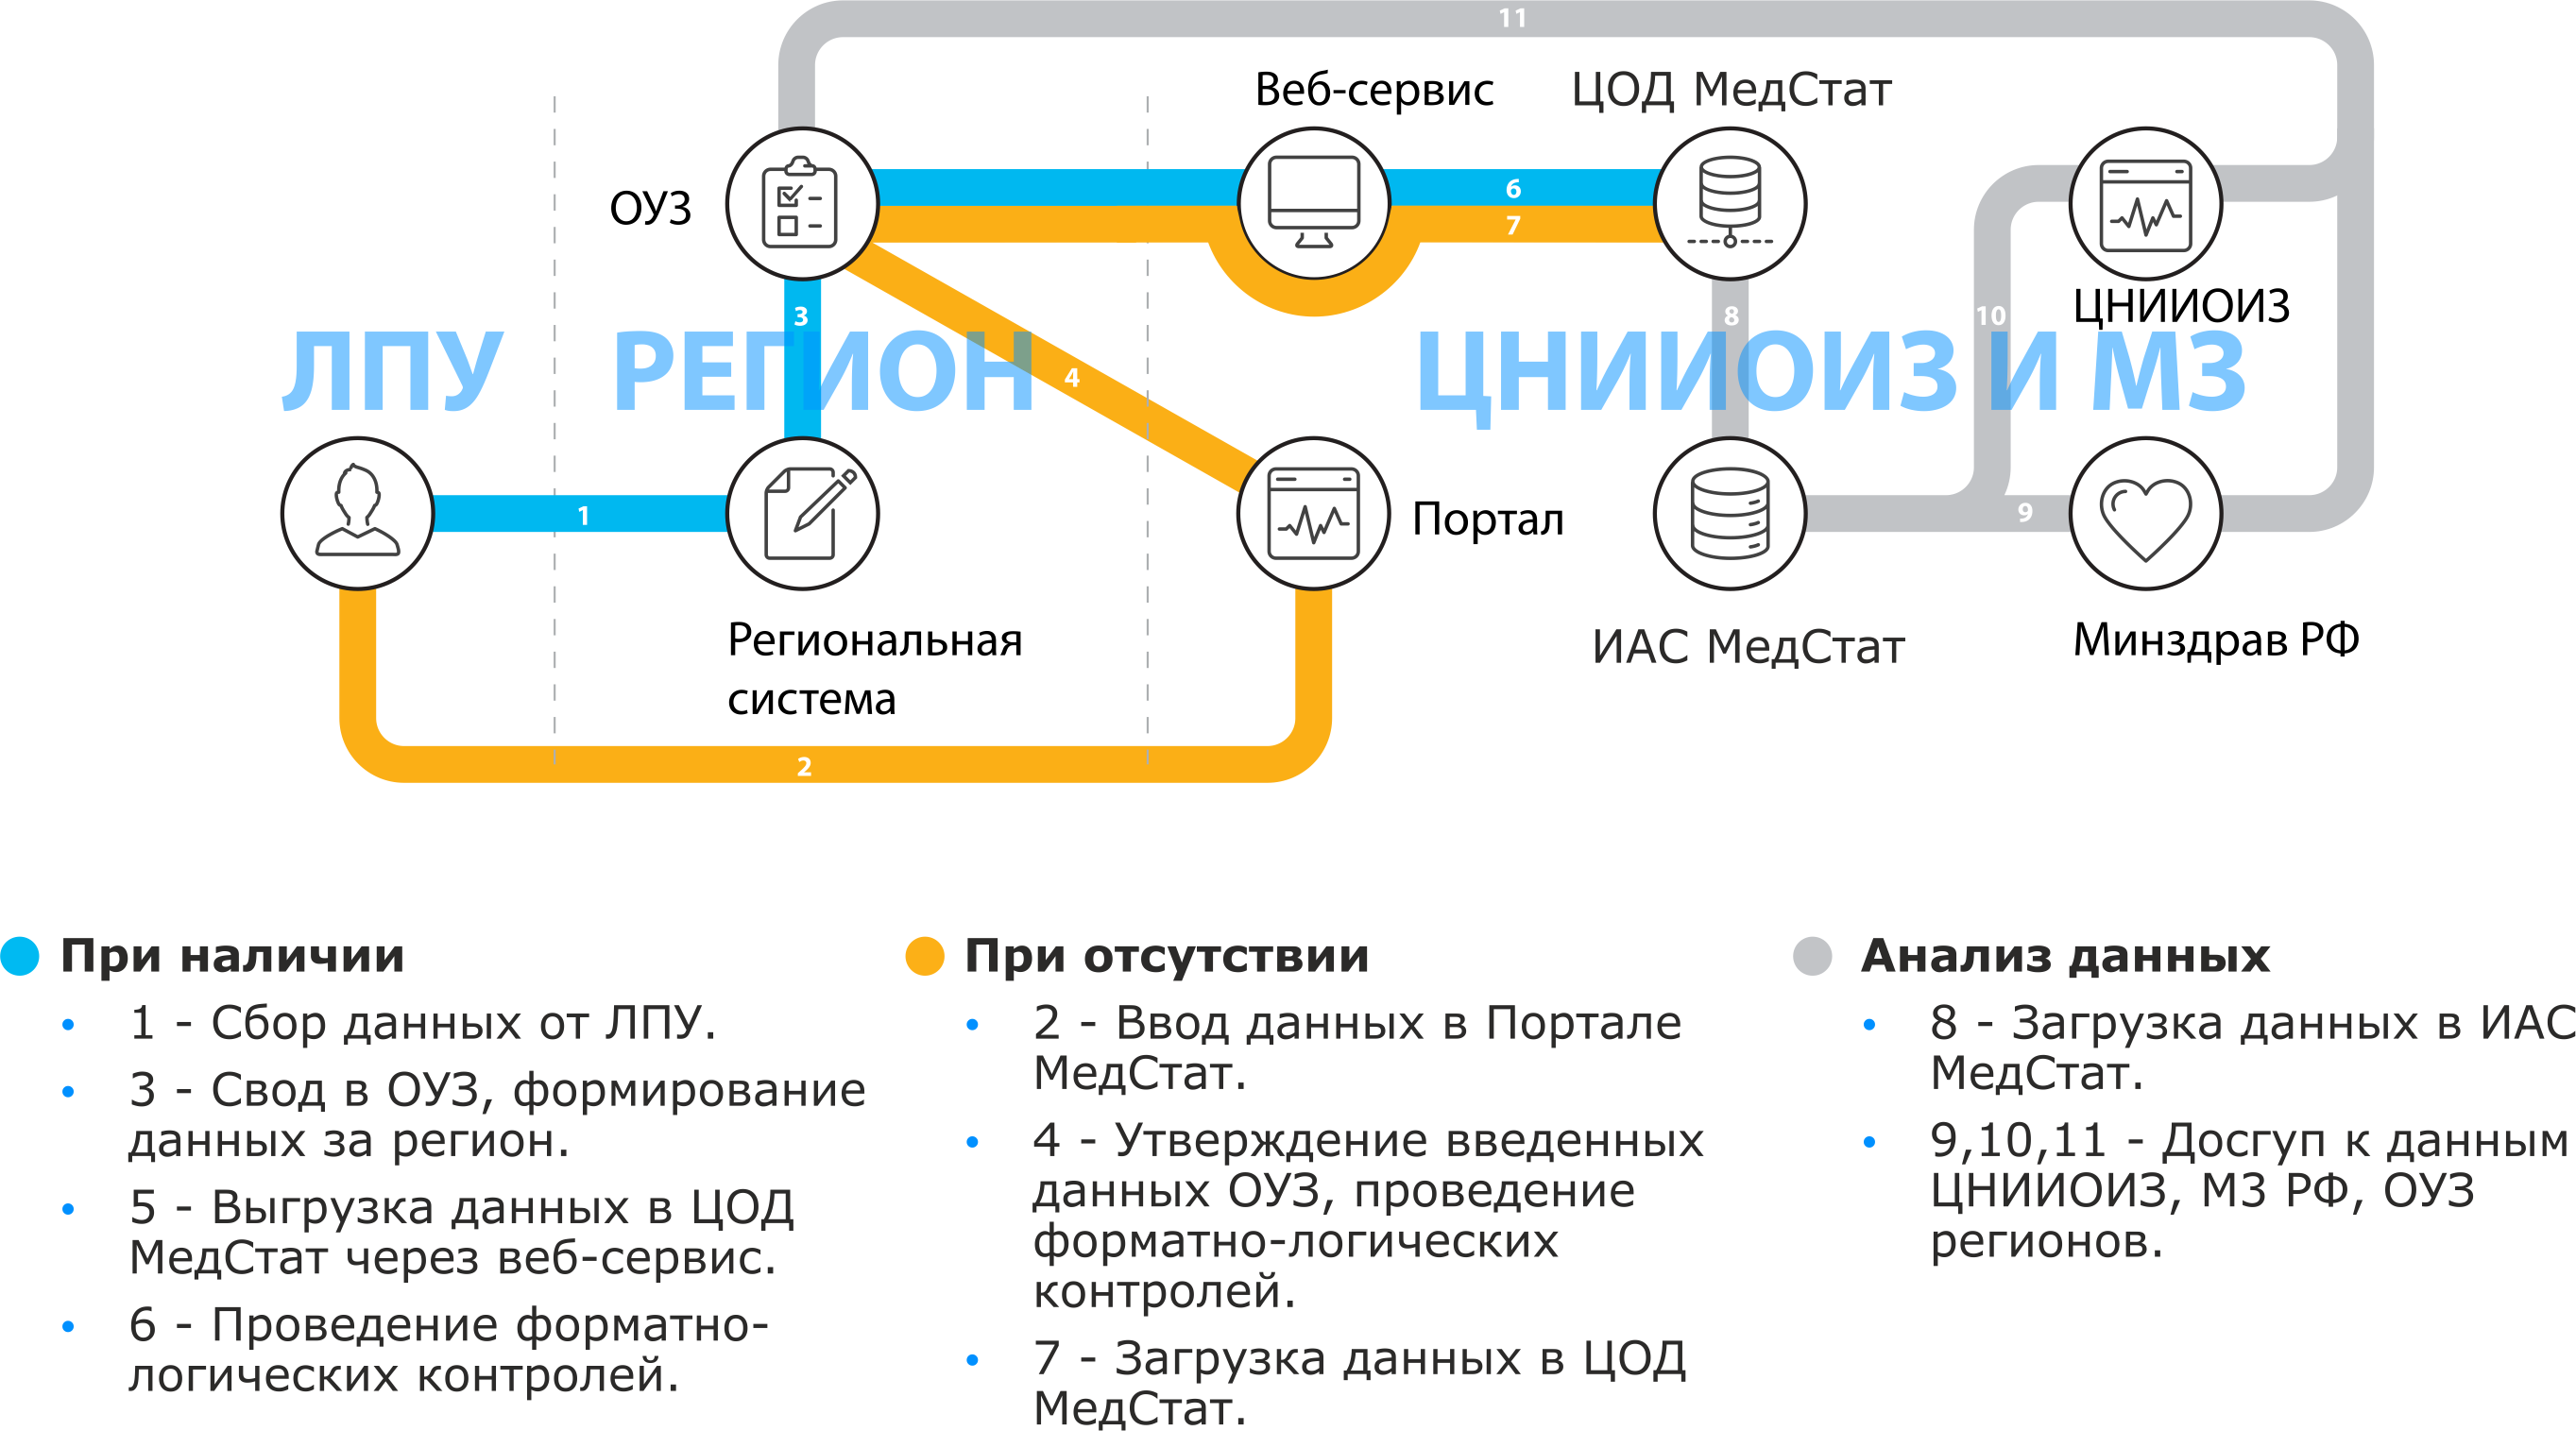 11
Веб-сервис
ЦОД МедСтат
ОУЗ
6
7
3
8
10
ЦНИИОИЗ
ЛПУ
РЕГИОН
ЦНИИОИЗ И МЗ
4
1
Портал
9
Региональная
система
ИАС МедСтат
Минздрав РФ
2
При наличии
1 - Сбор данных от ЛПУ.
3 - Свод в ОУЗ, формирование
данных за регион.
5 - Выгрузка данных в ЦОД
МедСтат через веб-сервис.
6 - Проведение форматно-
логических контролей.
При отсутствии
2 - Ввод данных в Портале
МедСтат.
4 - Утверждение введенных
данных ОУЗ, проведение
форматно-логических
контролей.
7 - Загрузка данных в ЦОД
МедСтат.
Анализ данных
8 - Загрузка данных в ИАС
МедСтат.
9,10,11 - Досгуп к данным
ЦНИИОИЗ, МЗ РФ, ОУЗ
регионов.